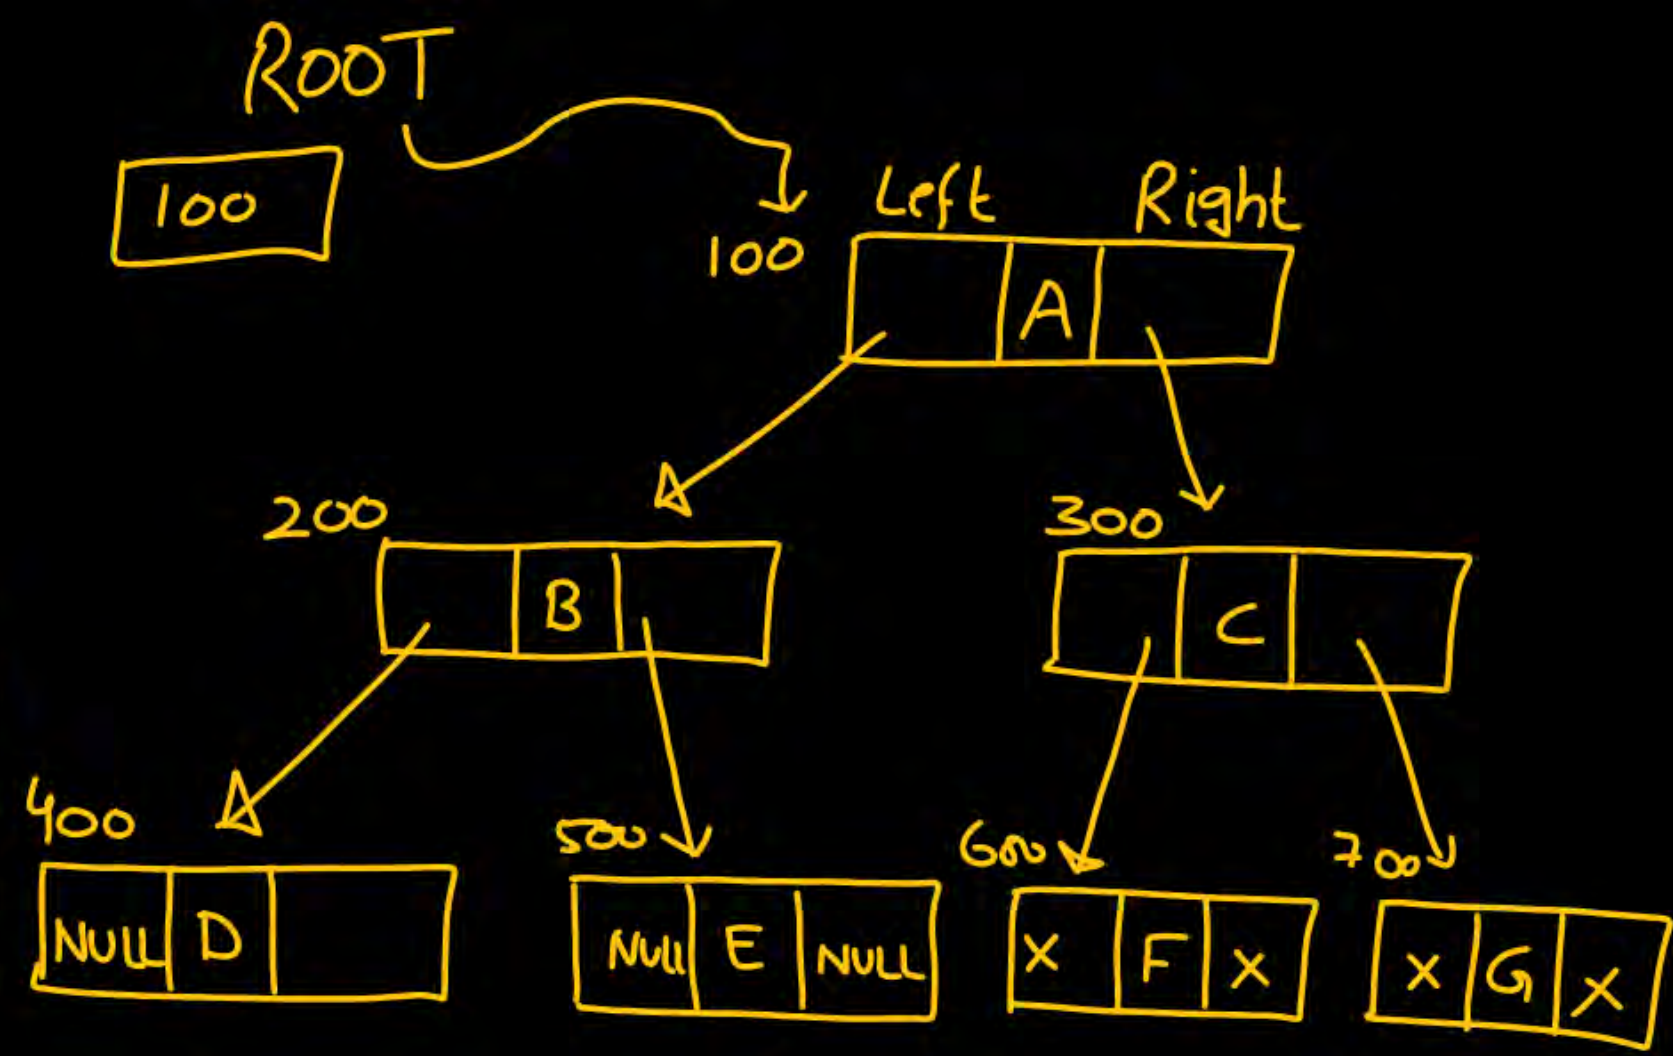 ROOT
100
Left Right
100
A
200
300
B
C
400
500
600
700
NULL D
NULL E NULL
X F X
X G X